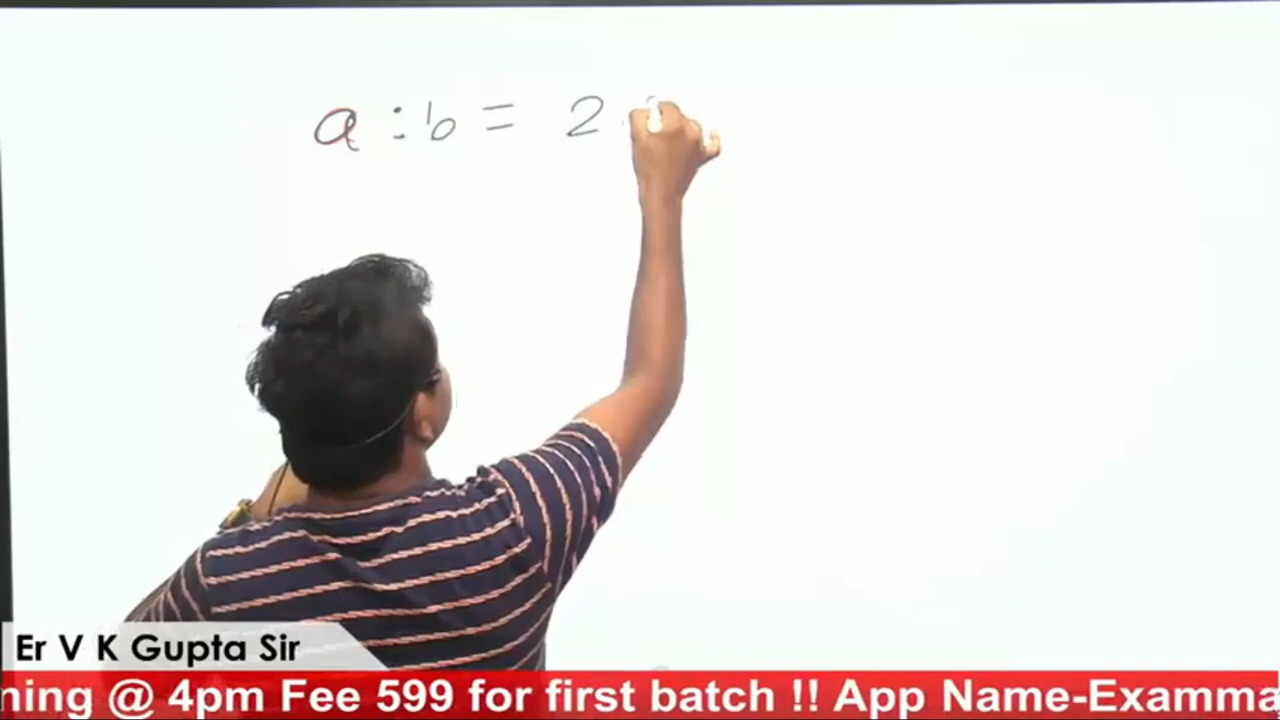 a : b = 2
Er V K Gupta Sir
ning @ 4pm Fee 599 for first batch !! App Name-Examma